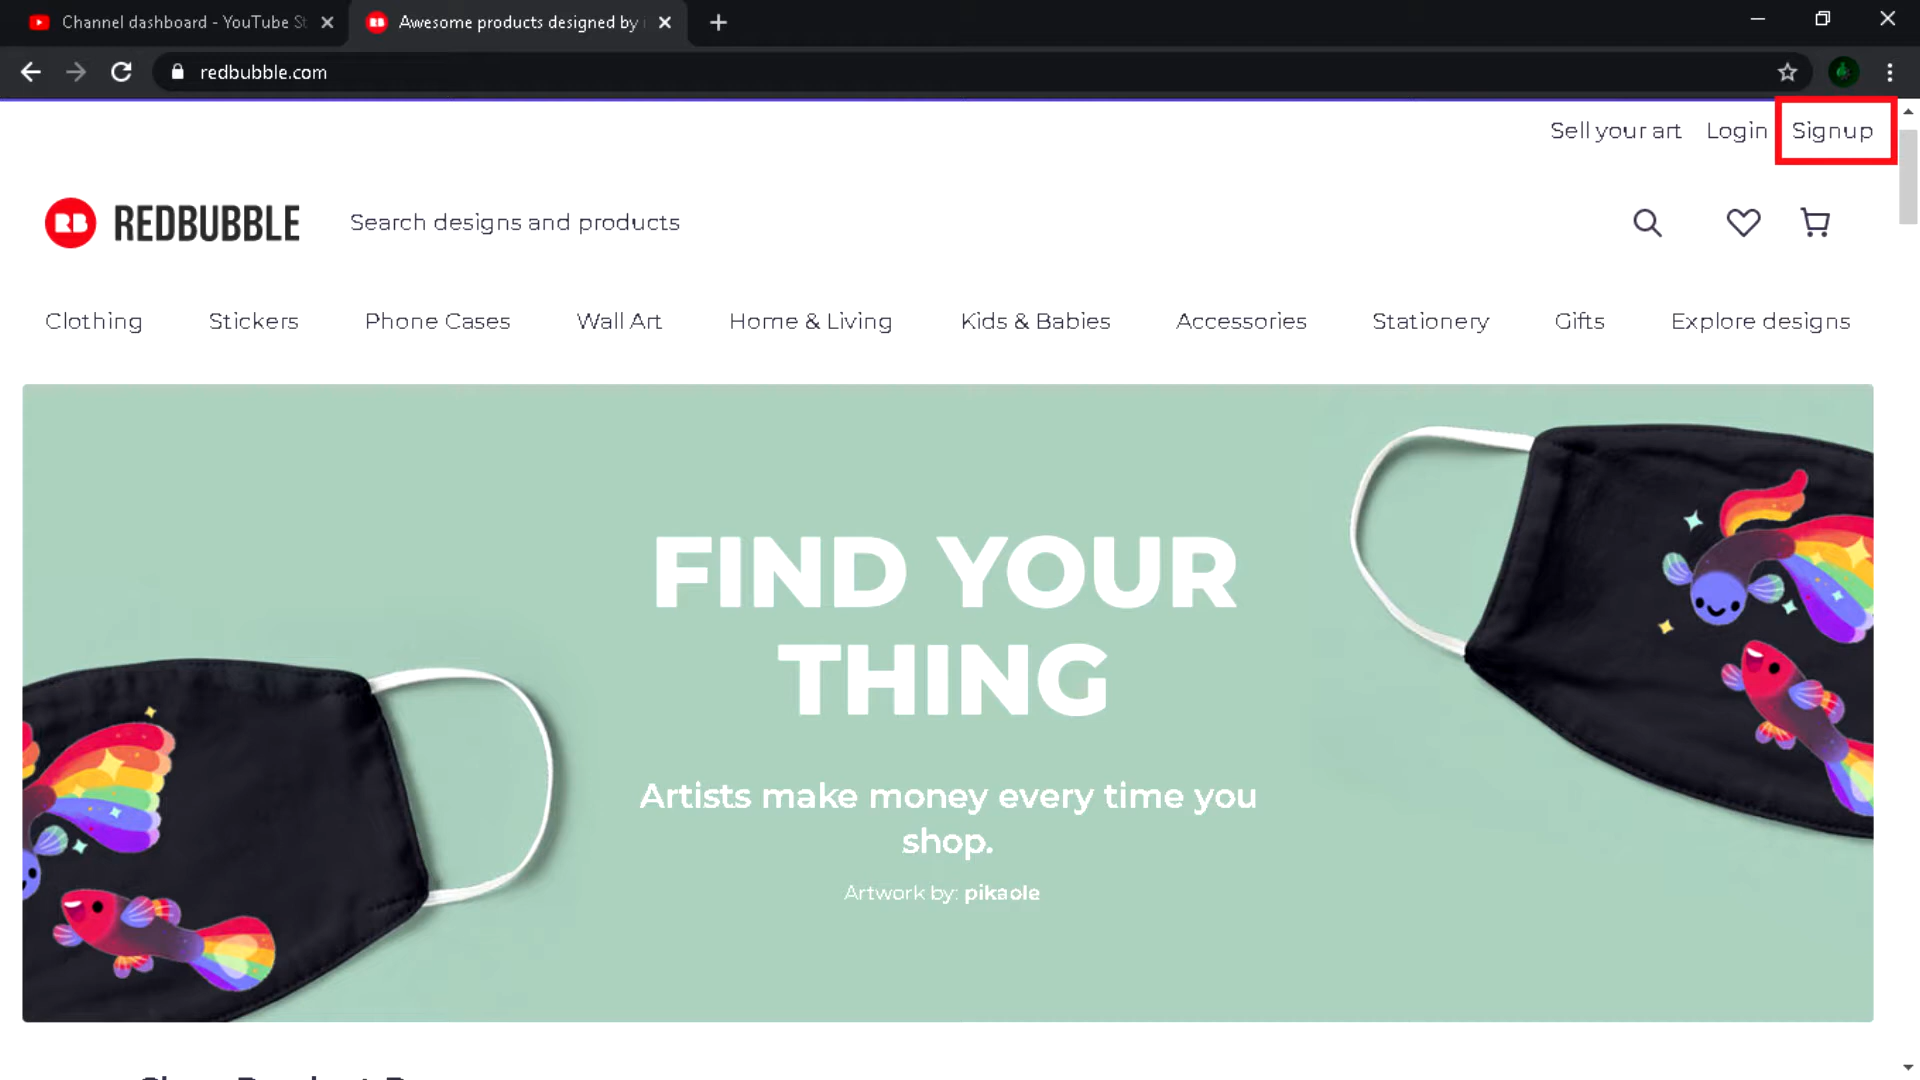 Channel dashboard - YouTube St
Awesome products designed by
redbubble.com
Sell your art Login Signup
RB REDBUBBLE Search designs and products
Clothing Stickers Phone Cases Wall Art Home & Living Kids & Babies Accessories Stationery Gifts Explore designs
FIND YOUR
THING
Artists make money every time you
shop.
Artwork by: pikaole